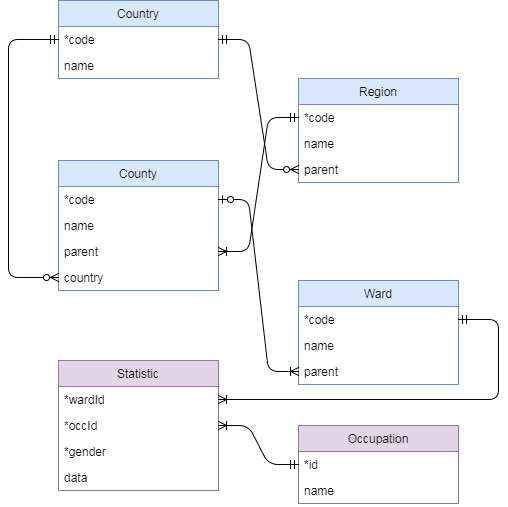 Country
*code
name
Region
*code
name
parent
County
*code
name
parent
country
Ward
*code
name
parent
Statistic
*wardId
*occId
*gender
data
Occupation
*id
name